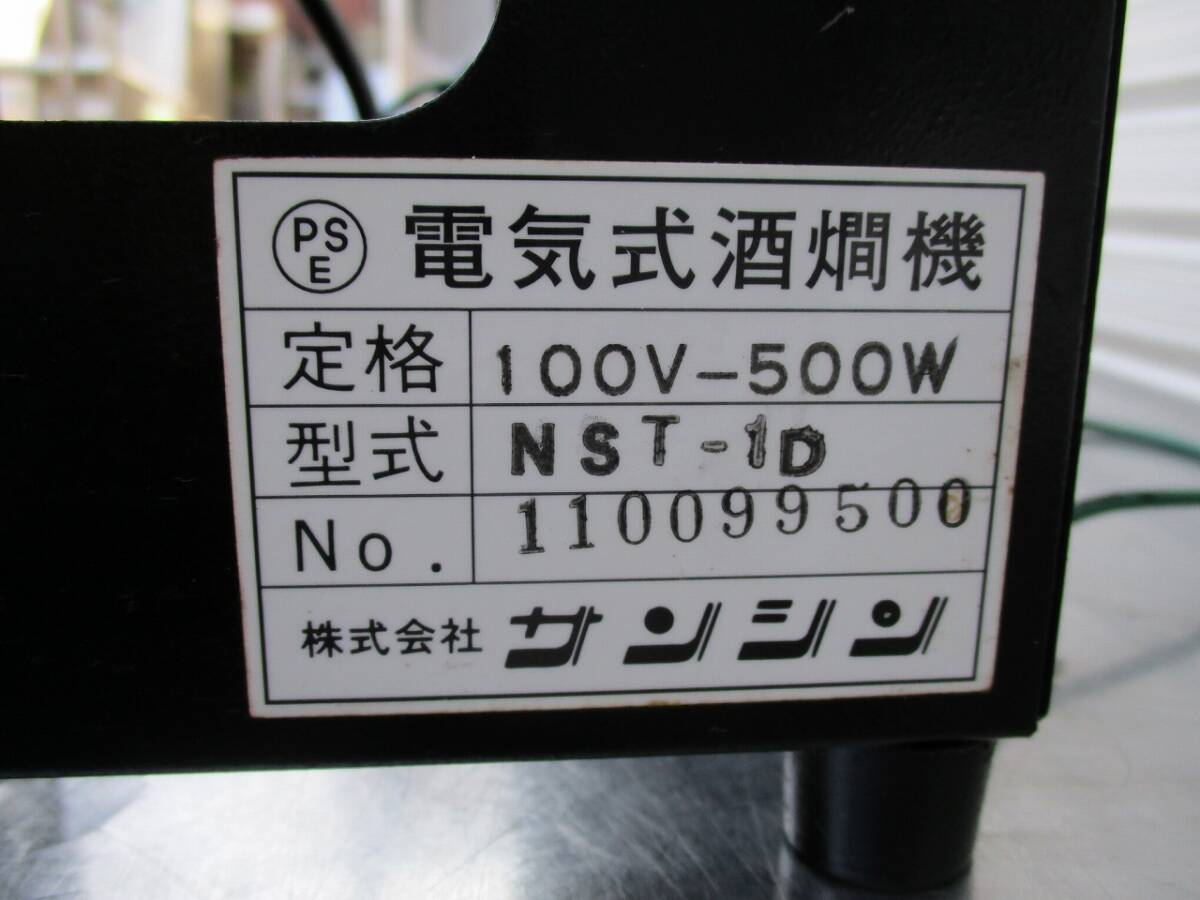 PSE 電気式酒燗機
定格 100V-500W
型式 NST-1D
No. 110099500
株式会社 サンシン